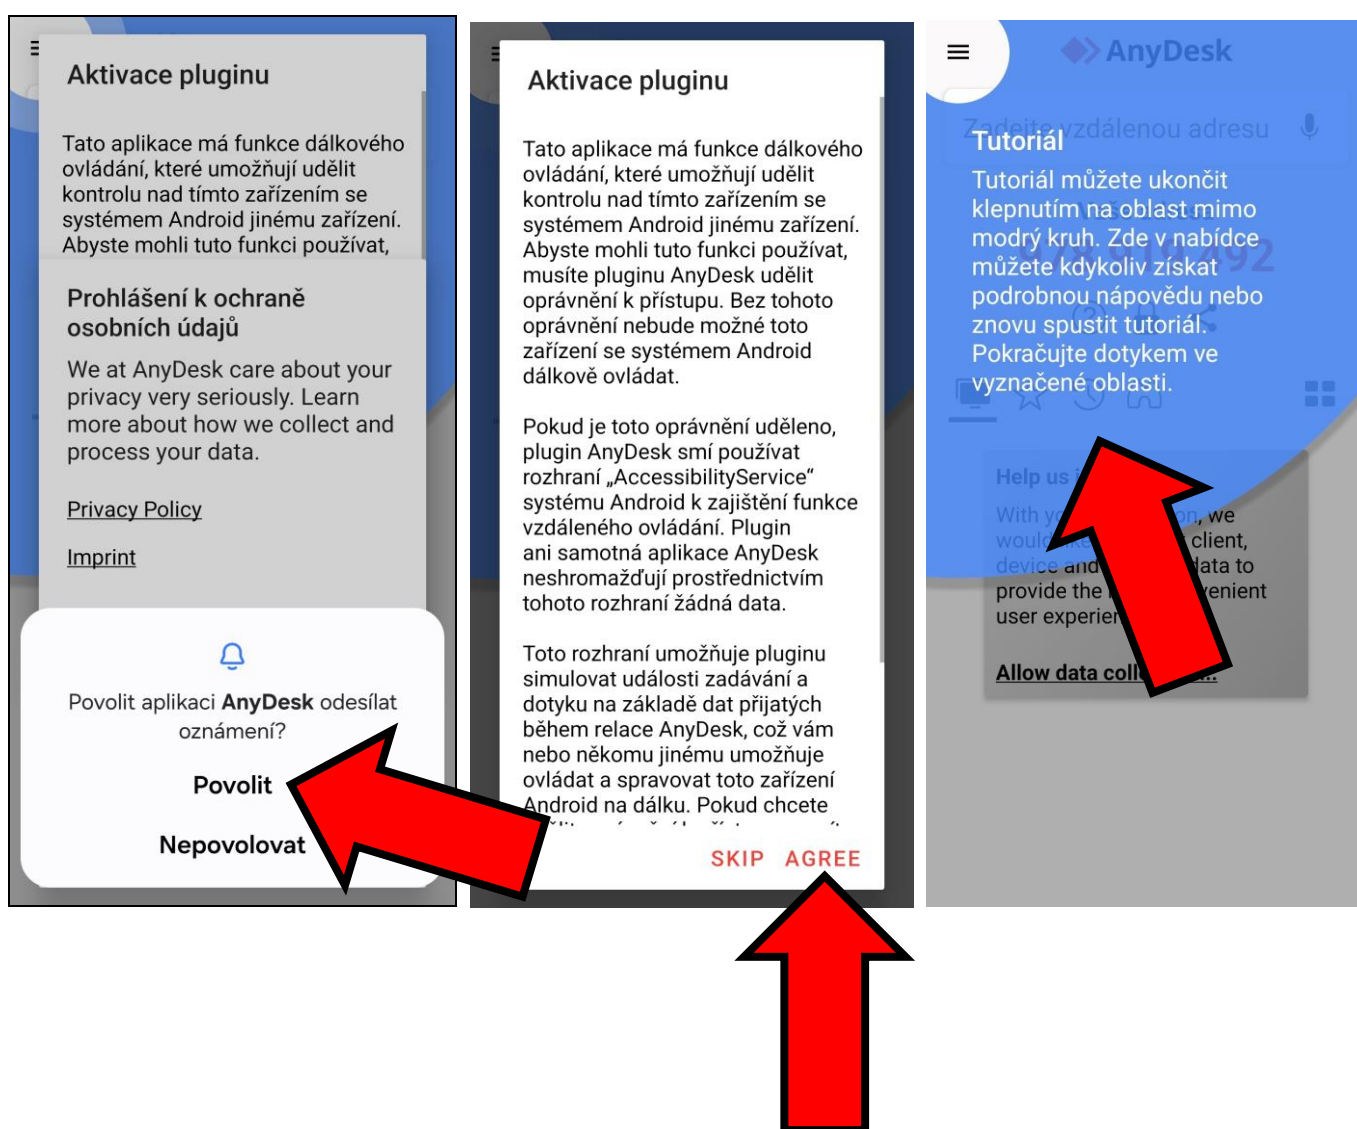 Aktivace pluginu
Tato aplikace má funkce dálkového
ovládání, které umožňují udělit
kontrolu nad tímto zařízením se
systémem Android jinému zařízení.
Abyste mohli tuto funkci používat,
Prohlášení k ochraně
osobních údajů
We at AnyDesk care about your
privacy very seriously. Learn
more about how we collect and
process your data.
Privacy Policy
Imprint
Povolit aplikaci AnyDesk odesílat
oznámení?
Povolit
Nepovolovat
Aktivace pluginu
Tato aplikace má funkce dálkového
ovládání, které umožňují udělit
kontrolu nad tímto zařízením se
systémem Android jinému zařízení.
Abyste mohli tuto funkci používat,
musíte pluginu AnyDesk udělit
oprávnění k přístupu. Bez tohoto
oprávnění nebude možné toto
zařízení se systémem Android
dálkově ovládat.
Pokud je toto oprávnění uděleno,
plugin AnyDesk smí používat
rozhraní „AccessibilityService“
systému Android k zajištění funkce
vzdáleného ovládání. Plugin
ani samotná aplikace AnyDesk
neshromažďují prostřednictvím
tohoto rozhraní žádná data.
Toto rozhraní umožňuje pluginu
simulovat události zadávání a
dotyku na základě dat přijatých
během relace AnyDesk, což vám
nebo někomu jinému umožňuje
ovládat a spravovat toto zařízení
Android na dálku. Pokud chcete
SKIP AGREE
AnyDesk
Zadejte vzdálenou adresu
Tutoriál
Tutoriál můžete ukončit
klepnutím na oblast mimo
modrý kruh. Zde v nabídce
můžete kdykoliv získat
podrobnou nápovědu nebo
znovu spustit tutoriál.
Pokračujte dotykem ve
vyznačené oblasti.
Help us
With on, we
client,
device and data to
provide the
user
Allow data